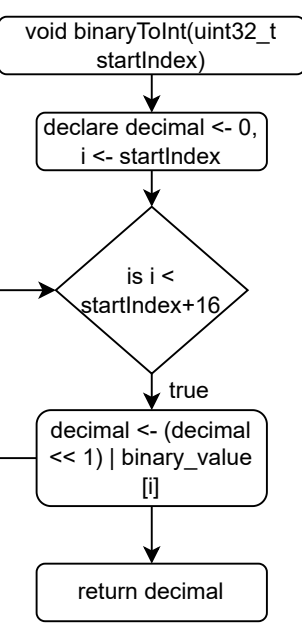 void binaryToInt(uint32_t
startIndex)
declare decimal <- 0,
i <- startIndex
is i <
startIndex+16
true
decimal <- (decimal
<< 1) | binary_value
[i]
return decimal